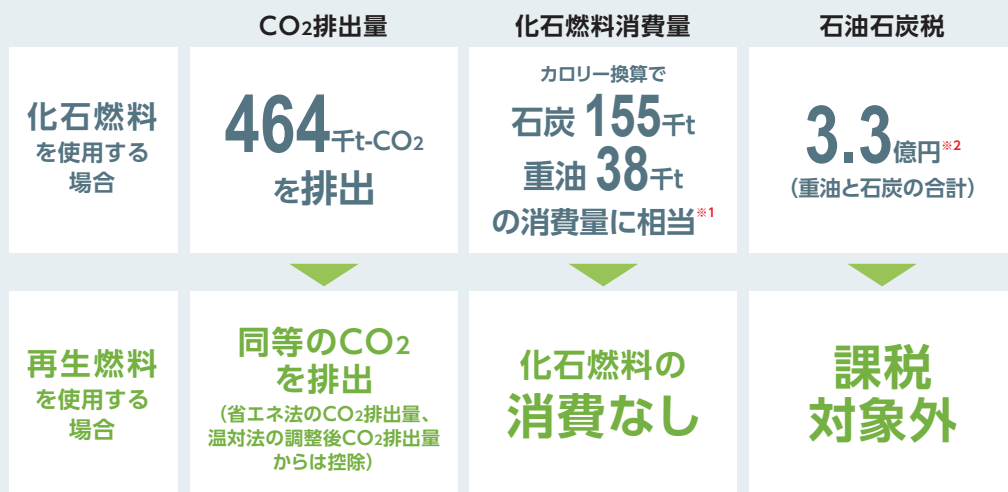 CO2排出量
化石燃料消費量
石油石炭税
化石燃料
を使用する
場合
464千t-CO2
を排出
カロリー換算で
石炭 155千t
重油 38千t
の消費量に相当※1
3.3億円※2
（重油と石炭の合計）
再生燃料
を使用する
場合
同等のCO2
を排出
（省エネ法のCO2排出量、
温対法の調整後CO2排出量
からは控除）
化石燃料の
消費なし
課税
対象外